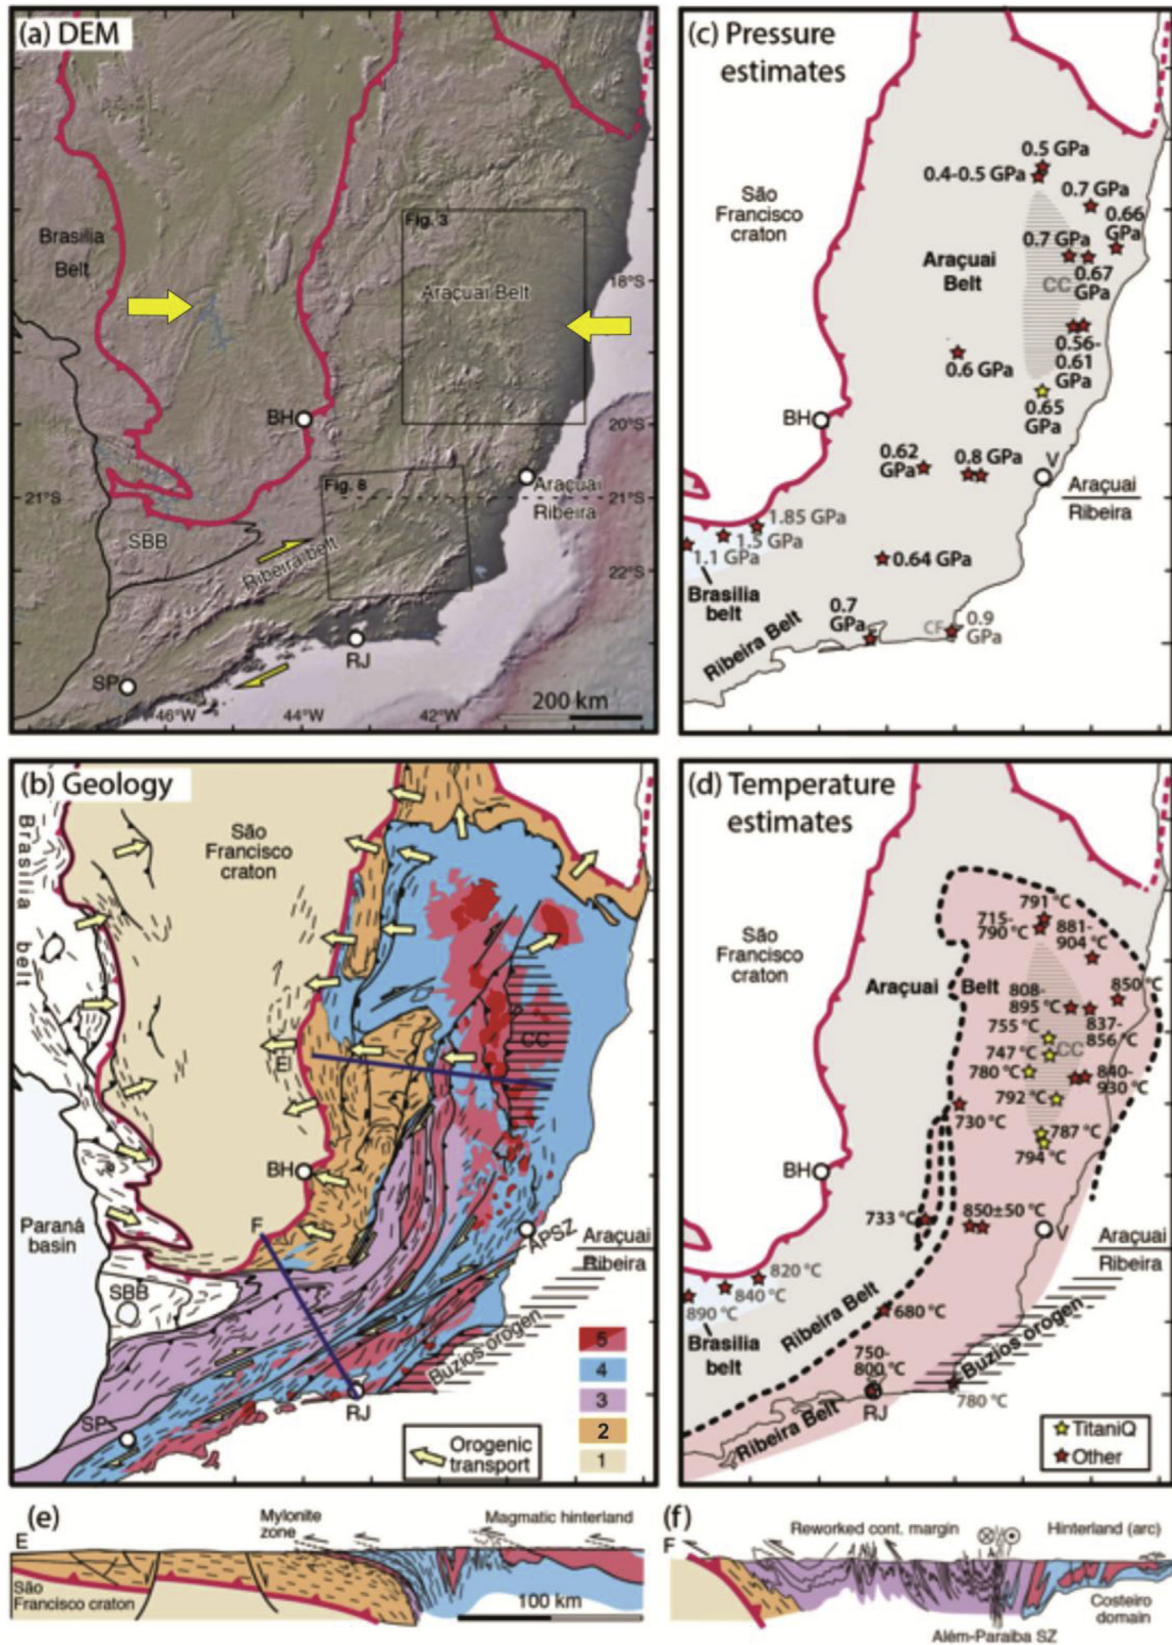 (a) DEM
Fig. 3
Brasilia
Belt
Araçuai Belt
18°S
BH
20°S
Fig. 8
21°S
Araçuai
Ribeira
SBB
Ribeira belt
22°S
RJ
SP
46°W
44°W
42°W
200 km
(c) Pressure
estimates
0.5 GPa
0.4-0.5 GPa
São
Francisco
craton
0.7 GPa
0.66
GPa
0.7 GPa
Araçuai
Belt
CC
0.67
GPa
0.56-
0.61
GPa
0.6 GPa
0.65
GPa
BH
0.62
GPa
0.8 GPa
V
Araçuai
Ribeira
1.85 GPa
1.5 GPa
1.1 GPa
0.64 GPa
Brasilia
belt
0.7
GPa
CF
0.9
GPa
Ribeira Belt
(b) Geology
Brasilia belt
São
Francisco
craton
CC
E
BH
Paraná
basin
F
APSZ
Araçuai
Ribeira
SBB
Buzios orogen
5
4
3
2
1
RJ
SP
Orogenic
transport
(d) Temperature
estimates
São
Francisco
craton
791 °C
715-
790 °C
881-
904 °C
Araçuai Belt
808-
895 °C
850 °C
755 °C
837-
856 °C
747 °C
CC
780 °C
840-
930 °C
792 °C
730 °C
787 °C
794 °C
BH
733 °C
850±50 °C
V
Araçuai
Ribeira
820 °C
840 °C
890 °C
680 °C
Ribeira Belt
Brasilia
belt
750-
800 °C
Buzios orogen
RJ
780 °C
Ribeira Belt
TitaniQ
Other
(e)
E
Mylonite
zone
Magmatic hinterland
São
Francisco craton
100 km
(f)
F
Reworked cont. margin
Hinterland (arc)
Costeiro
domain
Além-Paraiba SZ